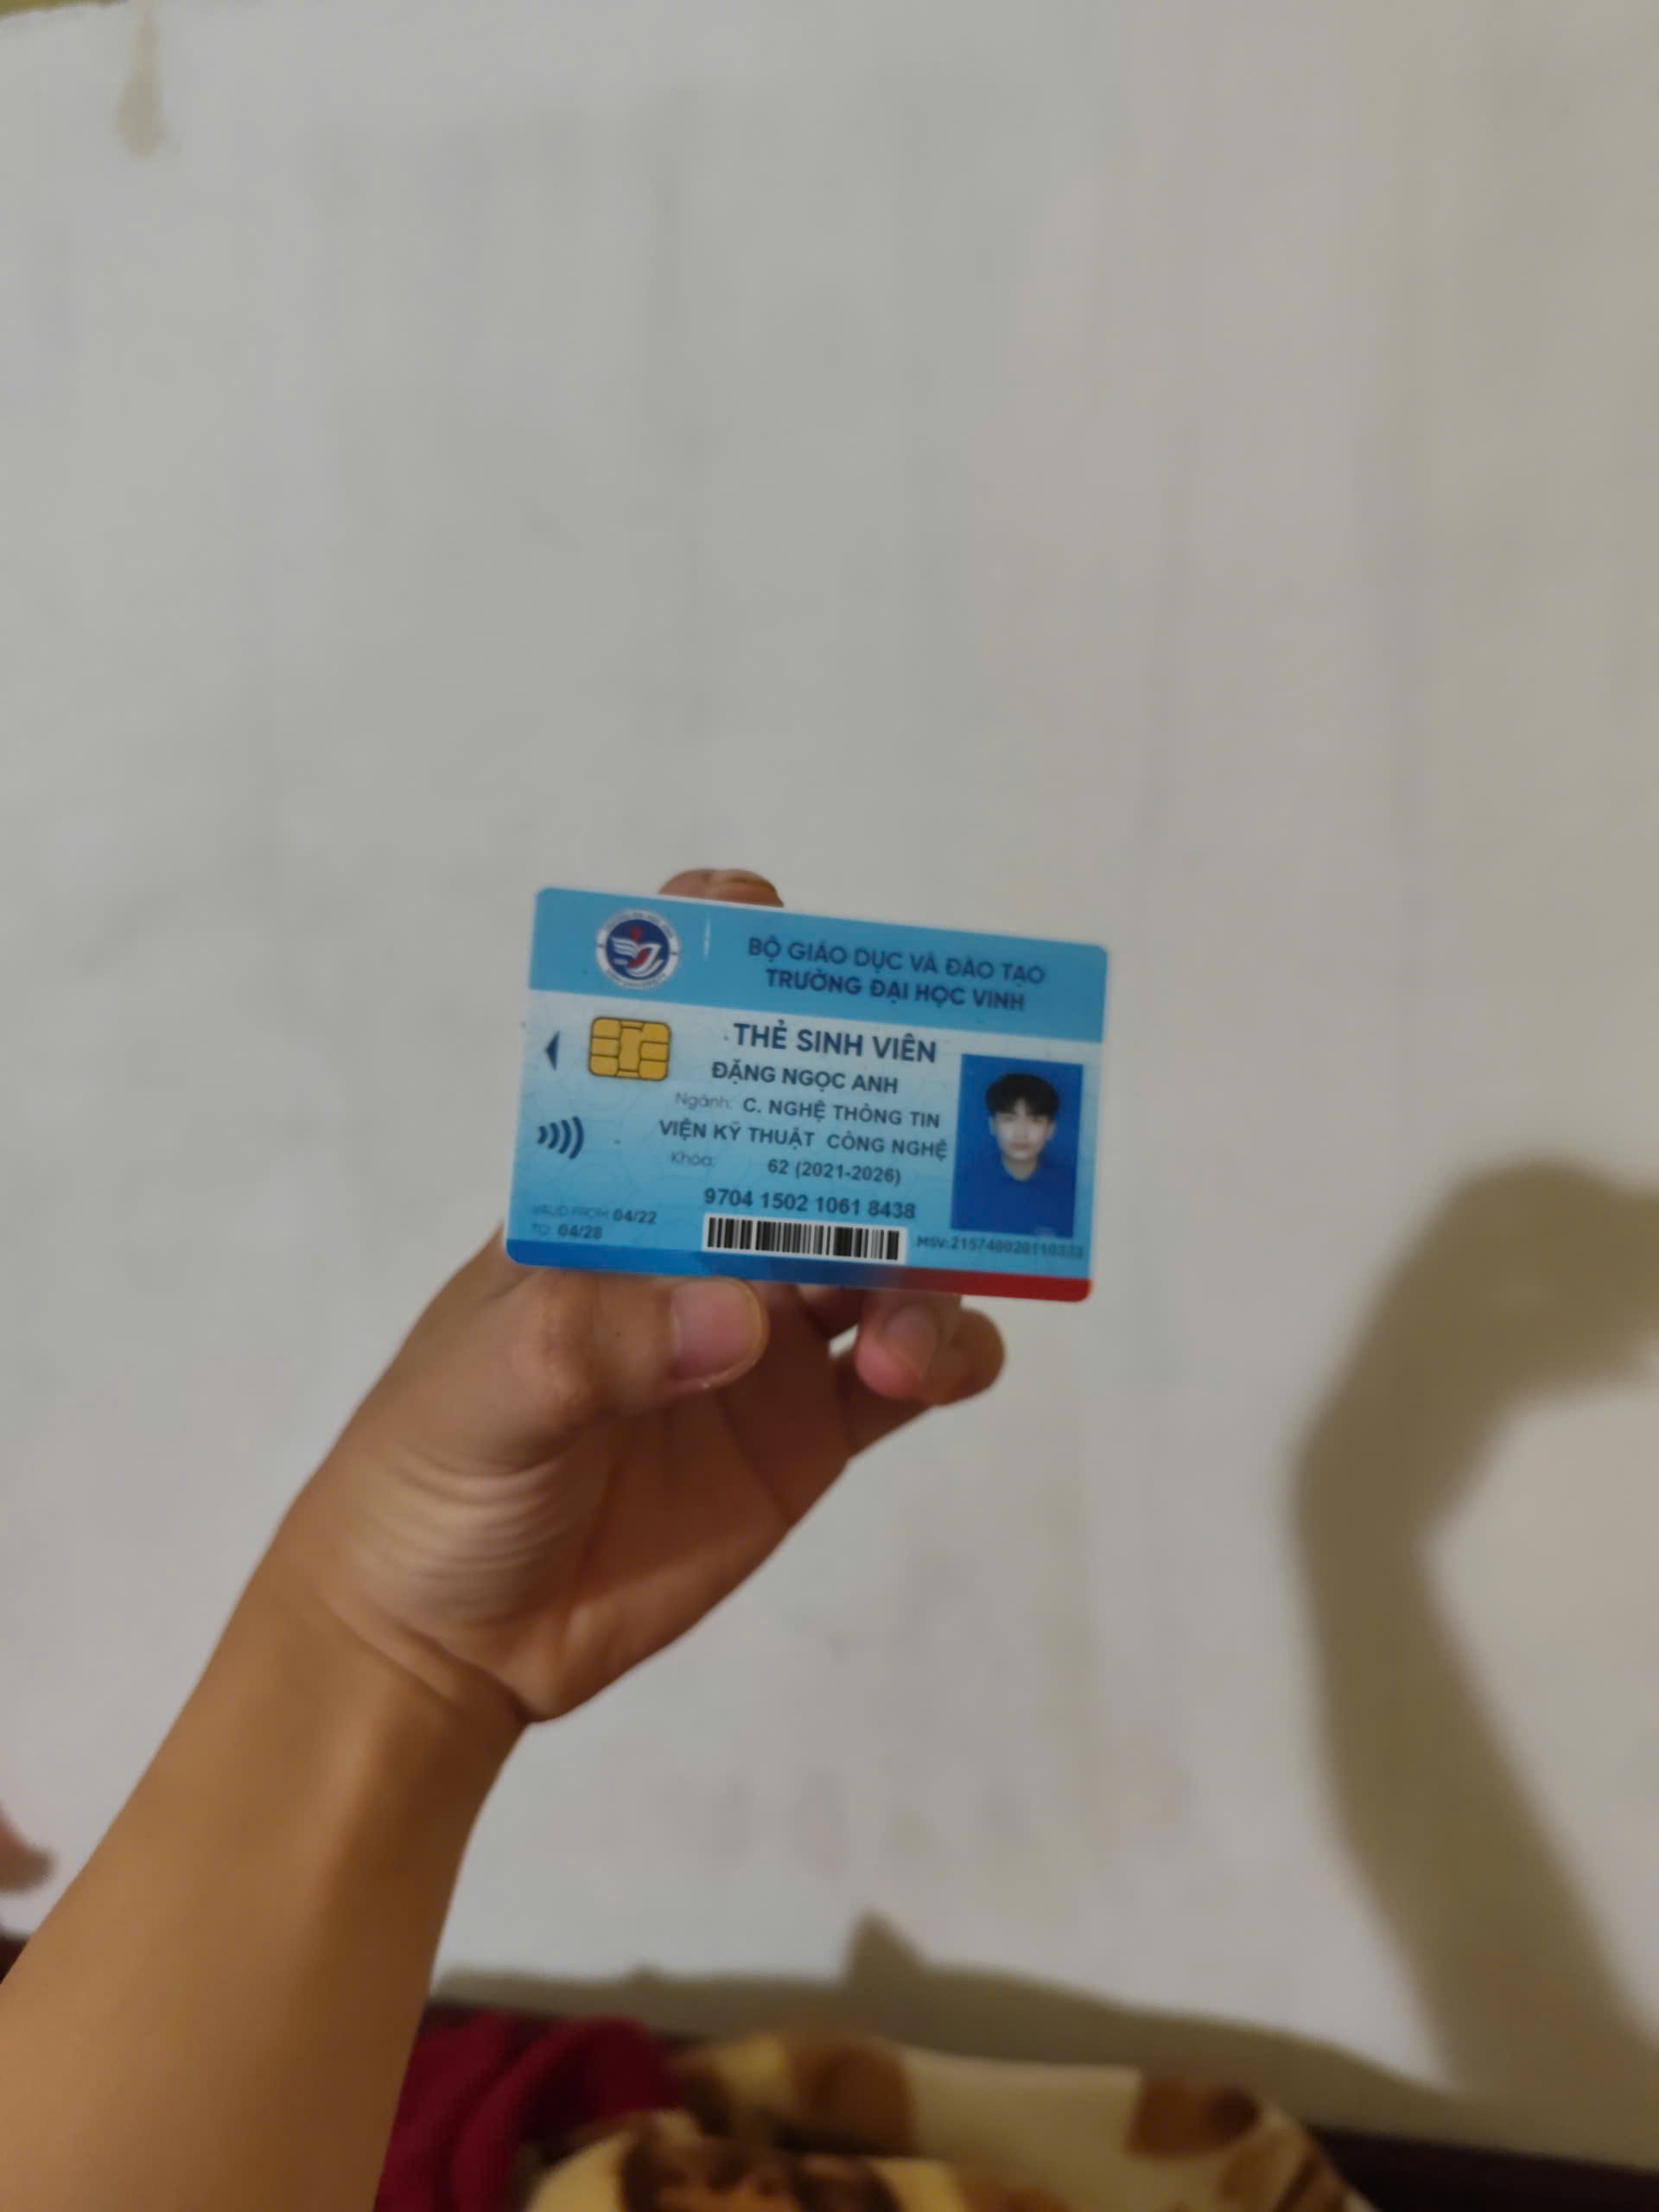 BỘ GIÁO DỤC VÀ ĐÀO TẠO
TRƯỜNG ĐẠI HỌC VINH
THẺ SINH VIÊN
ĐẶNG NGỌC ANH
Ngành: C. NGHỆ THÔNG TIN
VIỆN KỸ THUẬT CÔNG NGHỆ
Khóa: 62 (2021-2026)
9704 1502 1061 8438
VALID FROM 04/22
TO: 04/28
MSV: